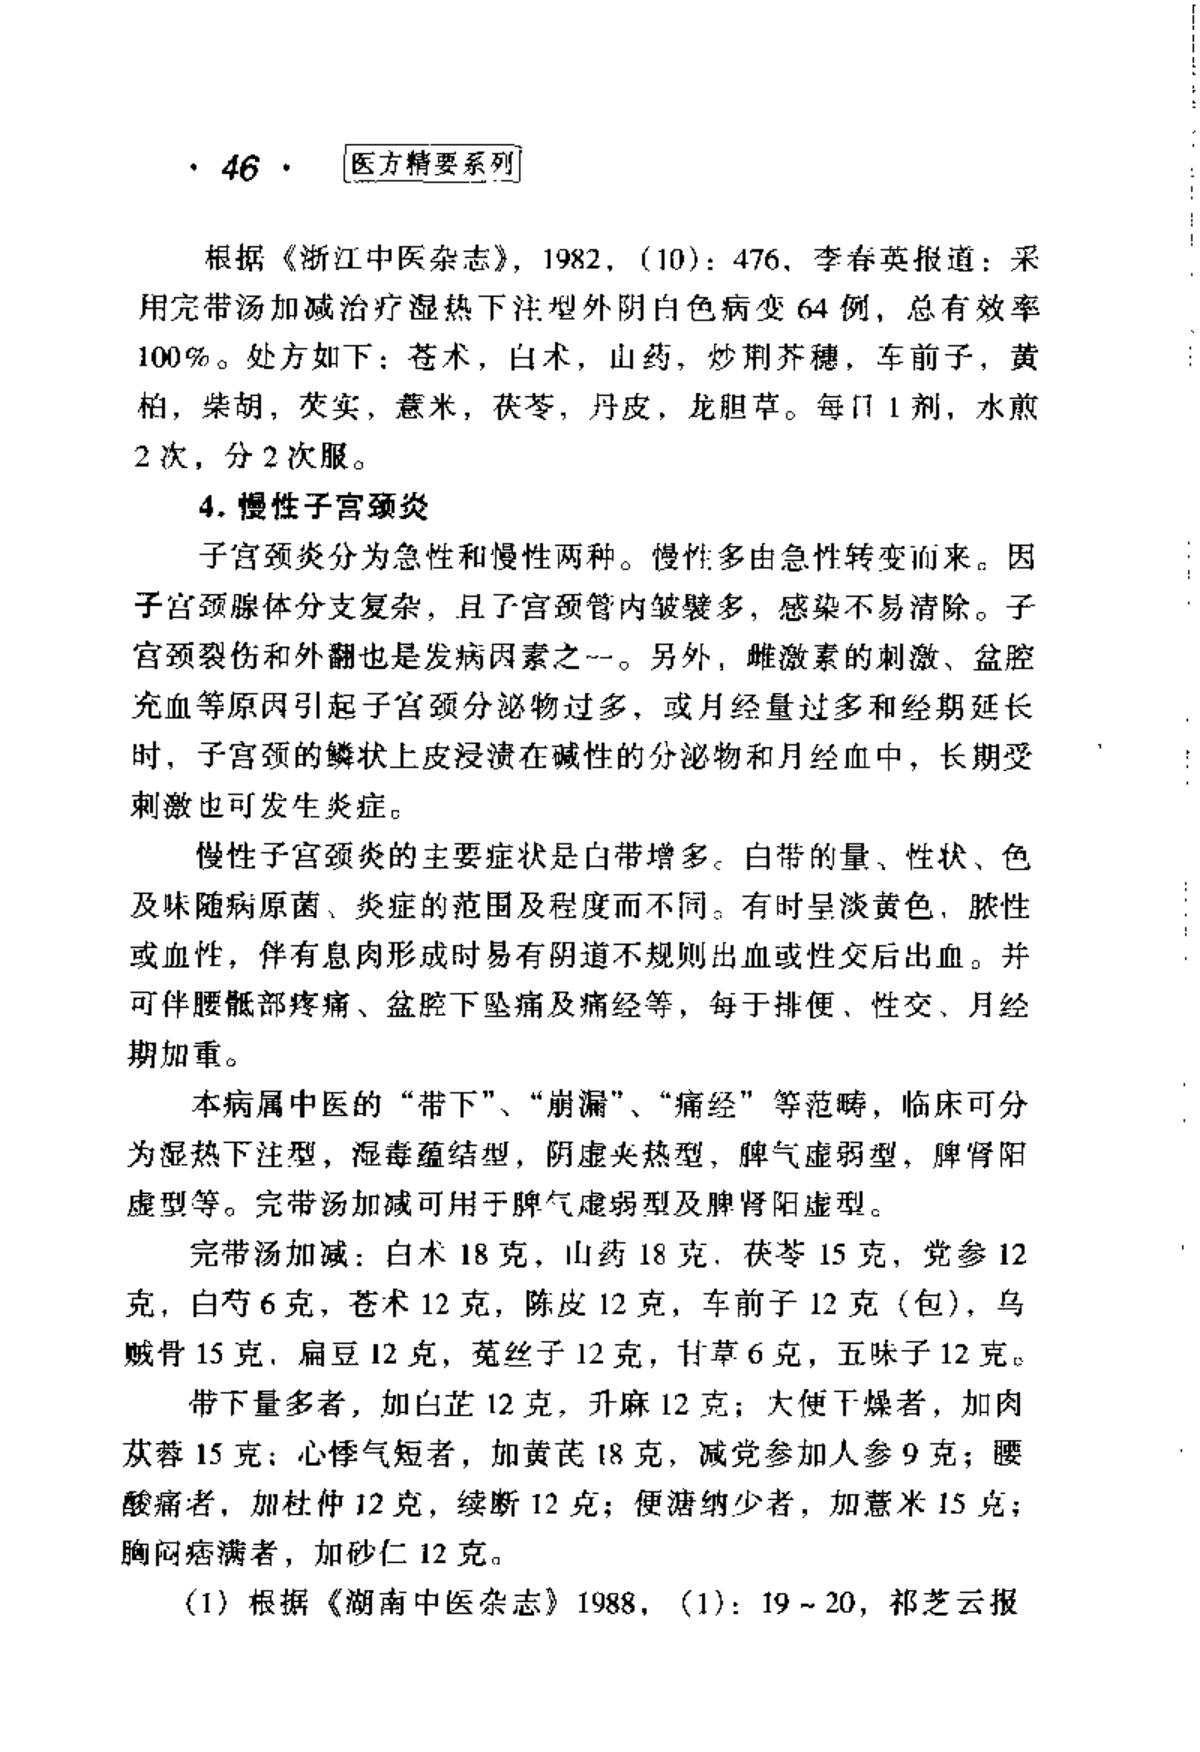 · 46 · 医方精要系列
根据《浙江中医杂志》，1982，（10）：476，李春英报道：采
用完带汤加减治疗湿热下注型外阴白色病变 64 例，总有效率
100%。处方如下：苍术，白术，山药，炒荆芥穗，车前子，黄
柏，柴胡，芡实，薏米，茯苓，丹皮，龙胆草。每日 1 剂，水煎
2 次，分 2 次服。
4. 慢性子宫颈炎
子宫颈炎分为急性和慢性两种。慢性多由急性转变而来。因
子宫颈腺体分支复杂，且子宫颈管内皱襞多，感染不易清除。子
宫颈裂伤和外翻也是发病因素之一。另外，雌激素的刺激、盆腔
充血等原因引起子宫颈分泌物过多，或月经量过多和经期延长
时，子宫颈的鳞状上皮浸渍在碱性的分泌物和月经血中，长期受
刺激也可发生炎症。
慢性子宫颈炎的主要症状是白带增多。白带的量、性状、色
及味随病原菌、炎症的范围及程度而不同。有时呈淡黄色，脓性
或血性，伴有息肉形成时易有阴道不规则出血或性交后出血。并
可伴腰骶部疼痛、盆腔下坠痛及痛经等，每于排便、性交、月经
期加重。
本病属中医的“带下”、“崩漏”、“痛经”等范畴，临床可分
为湿热下注型，湿毒蕴结型，阴虚夹热型，脾气虚弱型，脾肾阳
虚型等。完带汤加减可用于脾气虚弱型及脾肾阳虚型。
完带汤加减：白术 18 克，山药 18 克，茯苓 15 克，党参 12
克，白芍 6 克，苍术 12 克，陈皮 12 克，车前子 12 克（包），乌
贼骨 15 克，扁豆 12 克，菟丝子 12 克，甘草 6 克，五味子 12 克。
带下量多者，加白芷 12 克，升麻 12 克；大便干燥者，加肉
苁蓉 15 克；心悸气短者，加黄芪 18 克，减党参加人参 9 克；腰
酸痛者，加杜仲 12 克，续断 12 克；便溏纳少者，加薏米 15 克；
胸闷痞满者，加砂仁 12 克。
（1）根据《湖南中医杂志》1988，（1）：19～20，祁芝云报